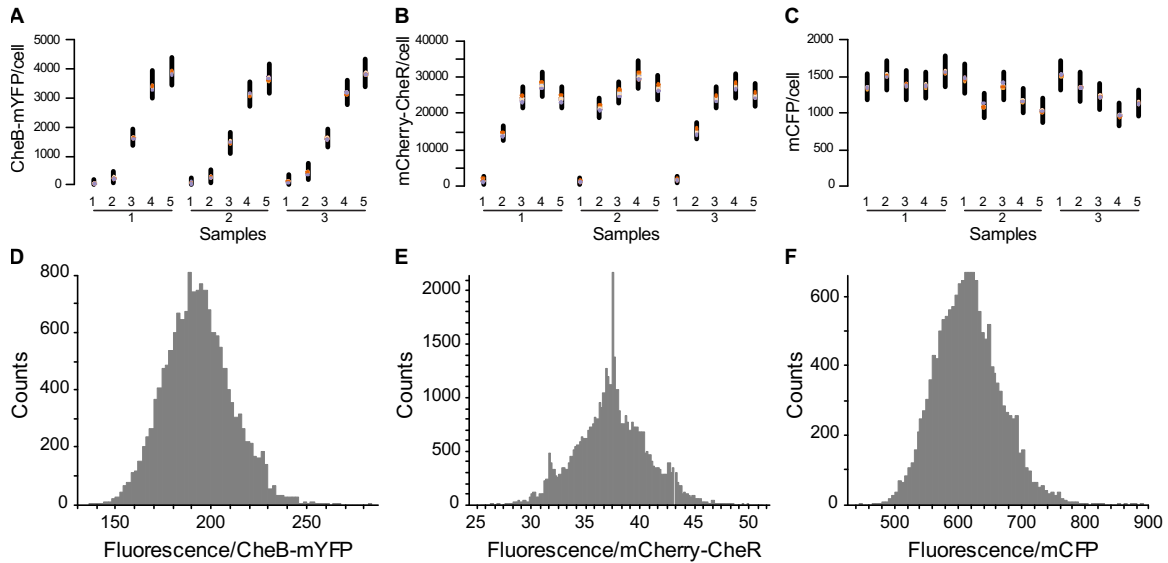 A
CheB-mYFP/cell
5000
4000
3000
2000
1000
0
1 2 3 4 5 1 2 3 4 5 1 2 3 4 5
1 2 3
Samples
B
mCherry-CheR/cell
40000
30000
20000
10000
0
1 2 3 4 5 1 2 3 4 5 1 2 3 4 5
1 2 3
Samples
C
mCFP/cell
2000
1500
1000
500
0
1 2 3 4 5 1 2 3 4 5 1 2 3 4 5
1 2 3
Samples
D
Counts
800
600
400
200
0
150 200 250
Fluorescence/CheB-mYFP
E
Counts
2000
1500
1000
500
0
25 30 35 40 45 50
Fluorescence/mCherry-CheR
F
Counts
600
400
200
0
500 600 700 800 900
Fluorescence/mCFP